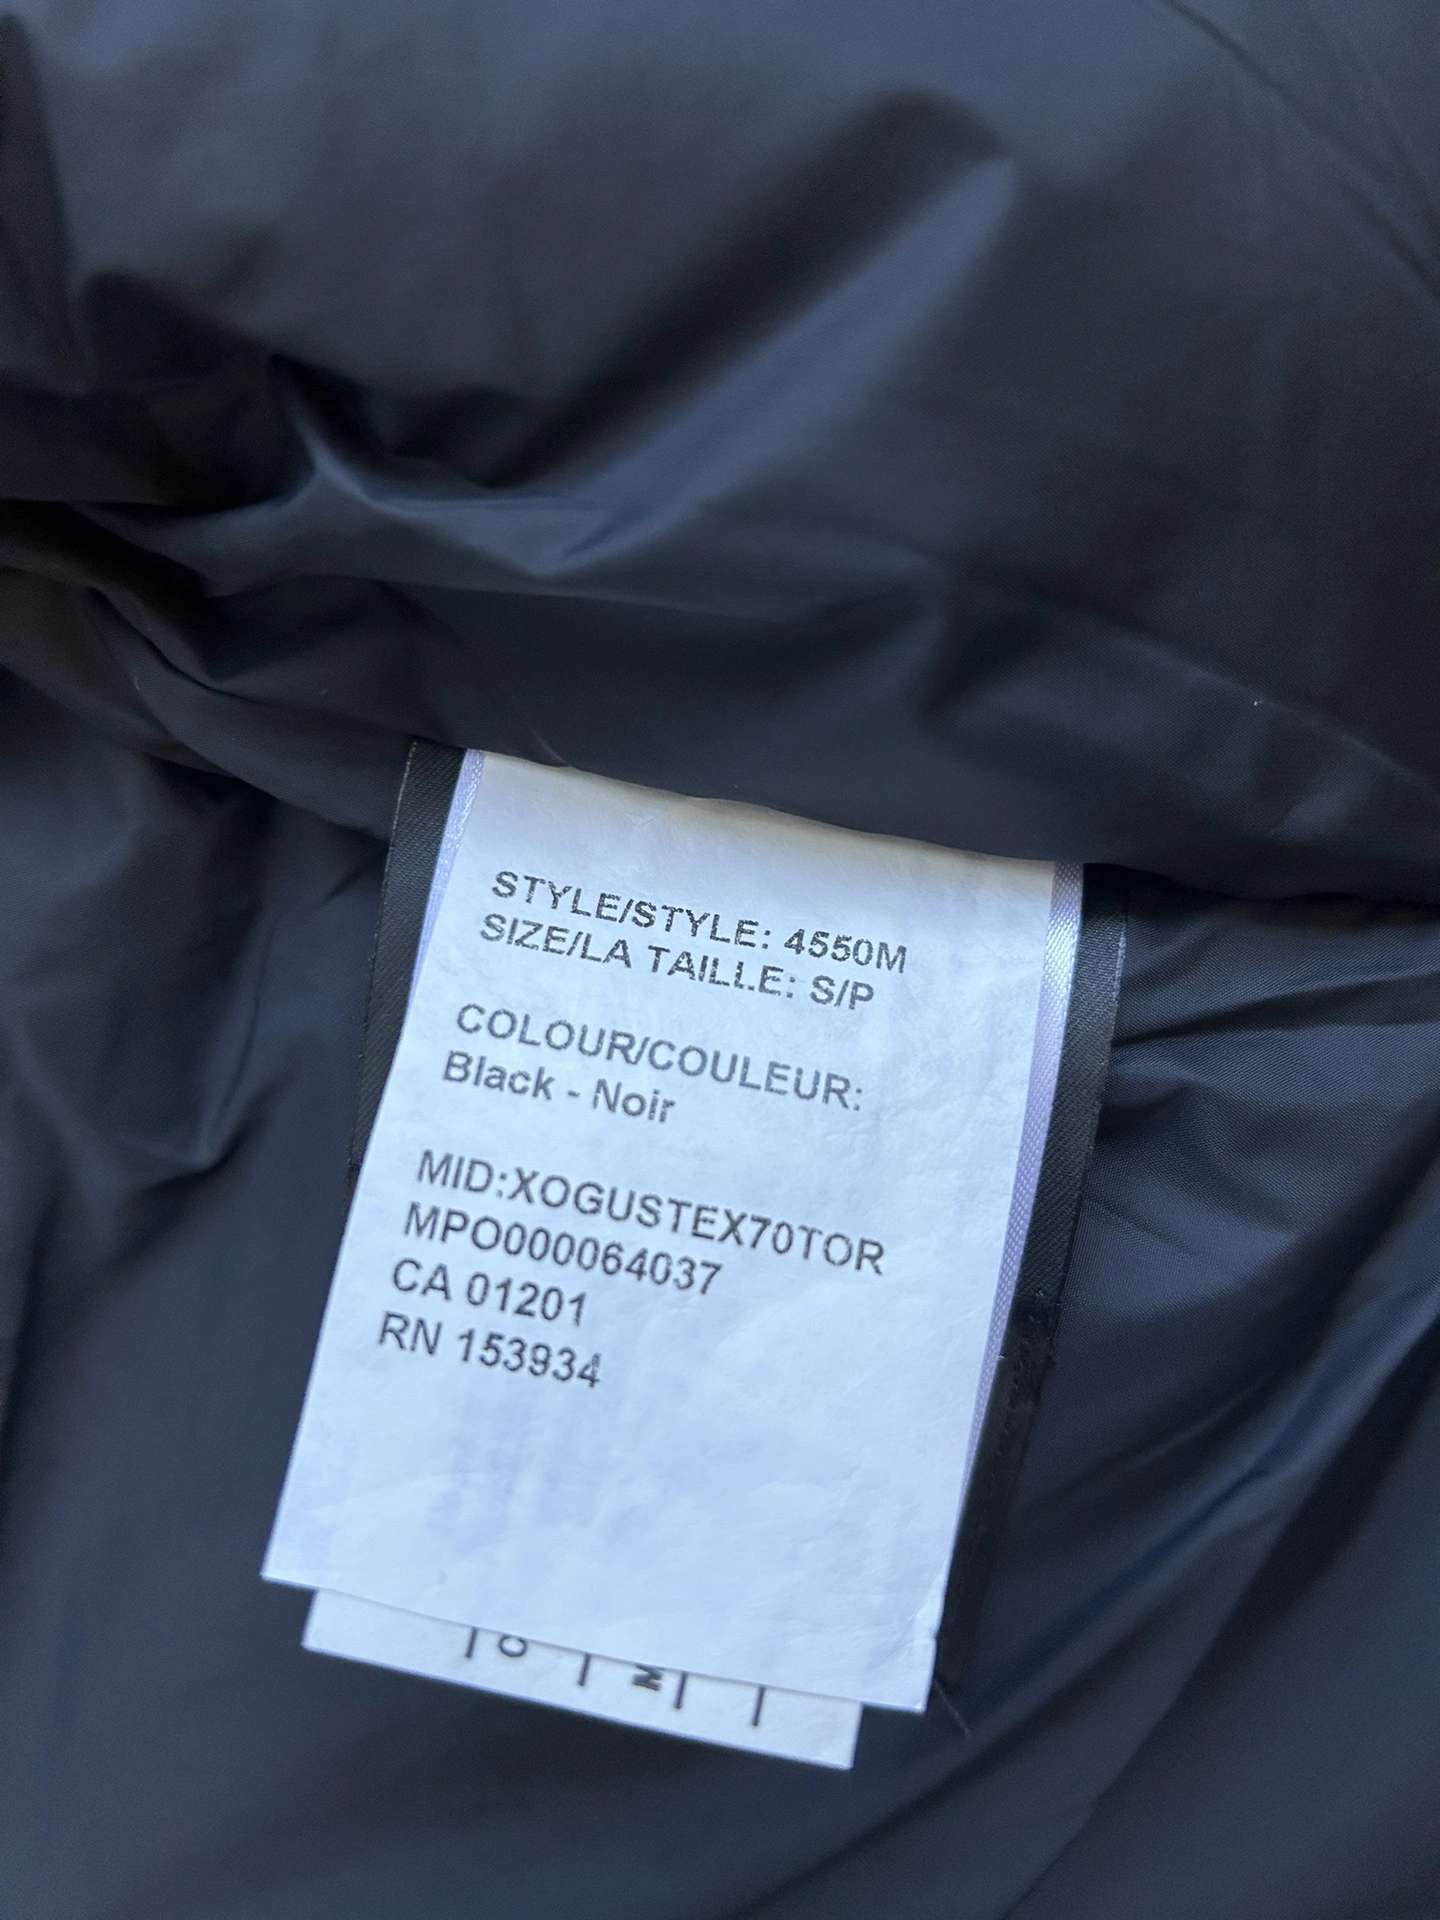 STYLE/STYLE: 4550M
SIZE/LA TAILLE: S/P
COLOUR/COULEUR:
Black - Noir
MID:XOGUSTEX70TOR
MPO000064037
CA 01201
RN 153934